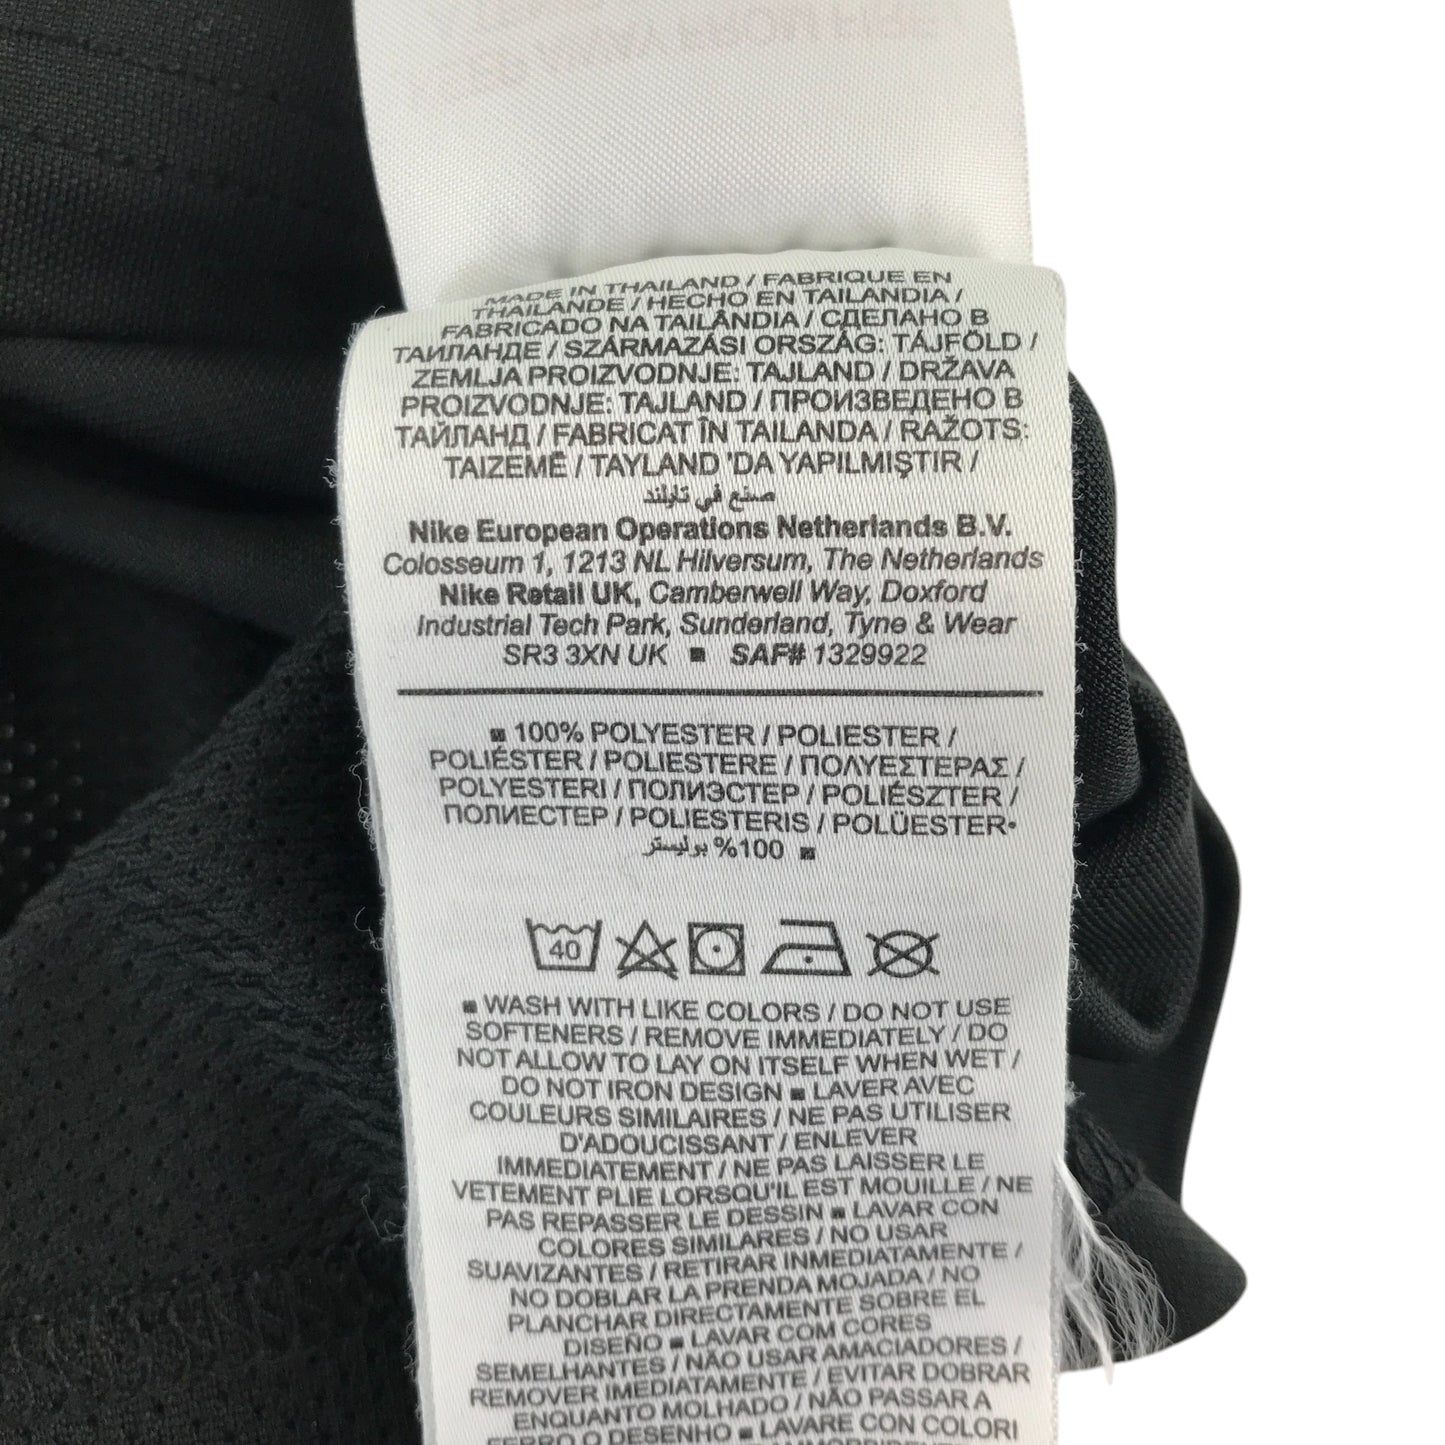 MADE IN THAILAND / FABRIQUE EN
THAILANDE / HECHO EN TAILANDIA /
FABRICADO NA TAILÂNDIA / СДЕЛАНО В
ТАИЛАНДЕ / SZÁRMAZÁSI ORSZÁG: TÁJFÖLD /
ZEMLJA PROIZVODNJE: TAJLAND / DRŽAVA
PROIZVODNJE: TAJLAND / ПРОИЗВЕДЕНО В
ТАЙЛАНД / FABRICAT ÎN TAILANDA / RAŽOTS:
TAIZEMĒ / TAYLAND 'DA YAPILMIŞTIR /
صنع في تايلند
Nike European Operations Netherlands B.V.
Colosseum 1, 1213 NL Hilversum, The Netherlands
Nike Retail UK, Camberwell Way, Doxford
Industrial Tech Park, Sunderland, Tyne & Wear
SR3 3XN UK ■ SAF# 1329922
■ 100% POLYESTER / POLIESTER /
POLIÉSTER / POLIESTERE / ΠΟΛΥΕΣΤΕΡΑΣ /
POLYESTERI / ПОЛИЭСТЕР / POLIÉSZTER /
ПОЛИЕСТЕР / POLIESTERIS / POLÜESTER•
■ 100% بوليستر
40
■ WASH WITH LIKE COLORS / DO NOT USE
SOFTENERS / REMOVE IMMEDIATELY / DO
NOT ALLOW TO LAY ON ITSELF WHEN WET /
DO NOT IRON DESIGN ■ LAVER AVEC
COULEURS SIMILAIRES / NE PAS UTILISER
D'ADOUCISSANT / ENLEVER
IMMEDIATEMENT / NE PAS LAISSER LE
VETEMENT PLIE LORSQU'IL EST MOUILLE / NE
PAS REPASSER LE DESSIN ■ LAVAR CON
COLORES SIMILARES / NO USAR
SUAVIZANTES / RETIRAR INMEDIATAMENTE /
NO DOBLAR LA PRENDA MOJADA / NO
PLANCHAR DIRECTAMENTE SOBRE EL
DISEÑO ■ LAVAR COM CORES
SEMELHANTES / NÃO USAR AMACIADORES /
REMOVER IMEDIATAMENTE / EVITAR DOBRAR
ENQUANTO MOLHADO / NÃO PASSAR A
FERRO O DESENHO ■ LAVARE CON COLORI